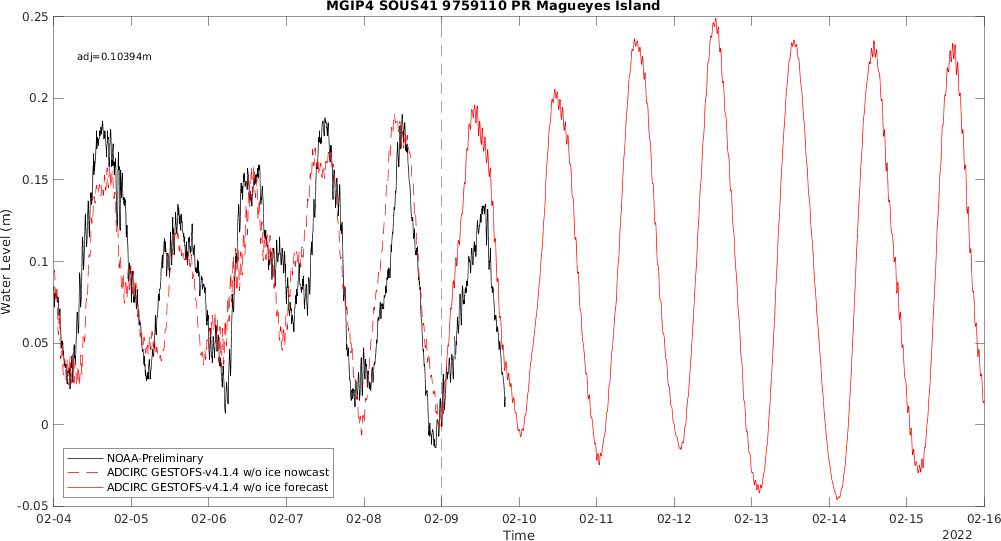 MGIP4 SOUS41 9759110 PR Magueyes Island
adj=0.10394m
Water Level (m)
0.25
0.2
0.15
0.1
0.05
0
-0.05
NOAA-Preliminary
ADCIRC GESTOFS-v4.1.4 w/o ice nowcast
ADCIRC GESTOFS-v4.1.4 w/o ice forecast
02-04 02-05 02-06 02-07 02-08 02-09 02-10 02-11 02-12 02-13 02-14 02-15 02-16
Time
2022